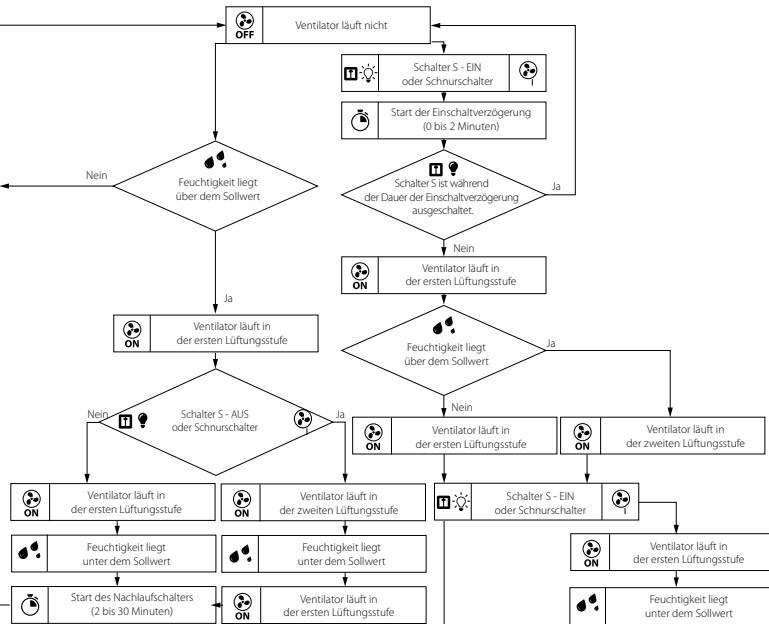 OFF
Ventilator läuft nicht
Schalter S - EIN
oder Schnurschalter
Start der Einschaltverzögerung
(0 bis 2 Minuten)
Nein
Feuchtigkeit liegt
über dem Sollwert
Schalter S ist während
der Dauer der Einschaltverzögerung
ausgeschaltet.
Ja
Nein
ON
Ventilator läuft in
der ersten Lüftungsstufe
Ja
ON
Ventilator läuft in
der ersten Lüftungsstufe
Feuchtigkeit liegt
über dem Sollwert
Ja
Nein
Nein
Schalter S - AUS
oder Schnurschalter
Ja
ON
Ventilator läuft in
der ersten Lüftungsstufe
ON
Ventilator läuft in
der zweiten Lüftungsstufe
ON
Ventilator läuft in
der ersten Lüftungsstufe
ON
Ventilator läuft in
der zweiten Lüftungsstufe
Schalter S - EIN
oder Schnurschalter
Feuchtigkeit liegt
unter dem Sollwert
Feuchtigkeit liegt
unter dem Sollwert
ON
Ventilator läuft in
der ersten Lüftungsstufe
Start des Nachlaufschalters
(2 bis 30 Minuten)
ON
Ventilator läuft in
der ersten Lüftungsstufe
Feuchtigkeit liegt
unter dem Sollwert